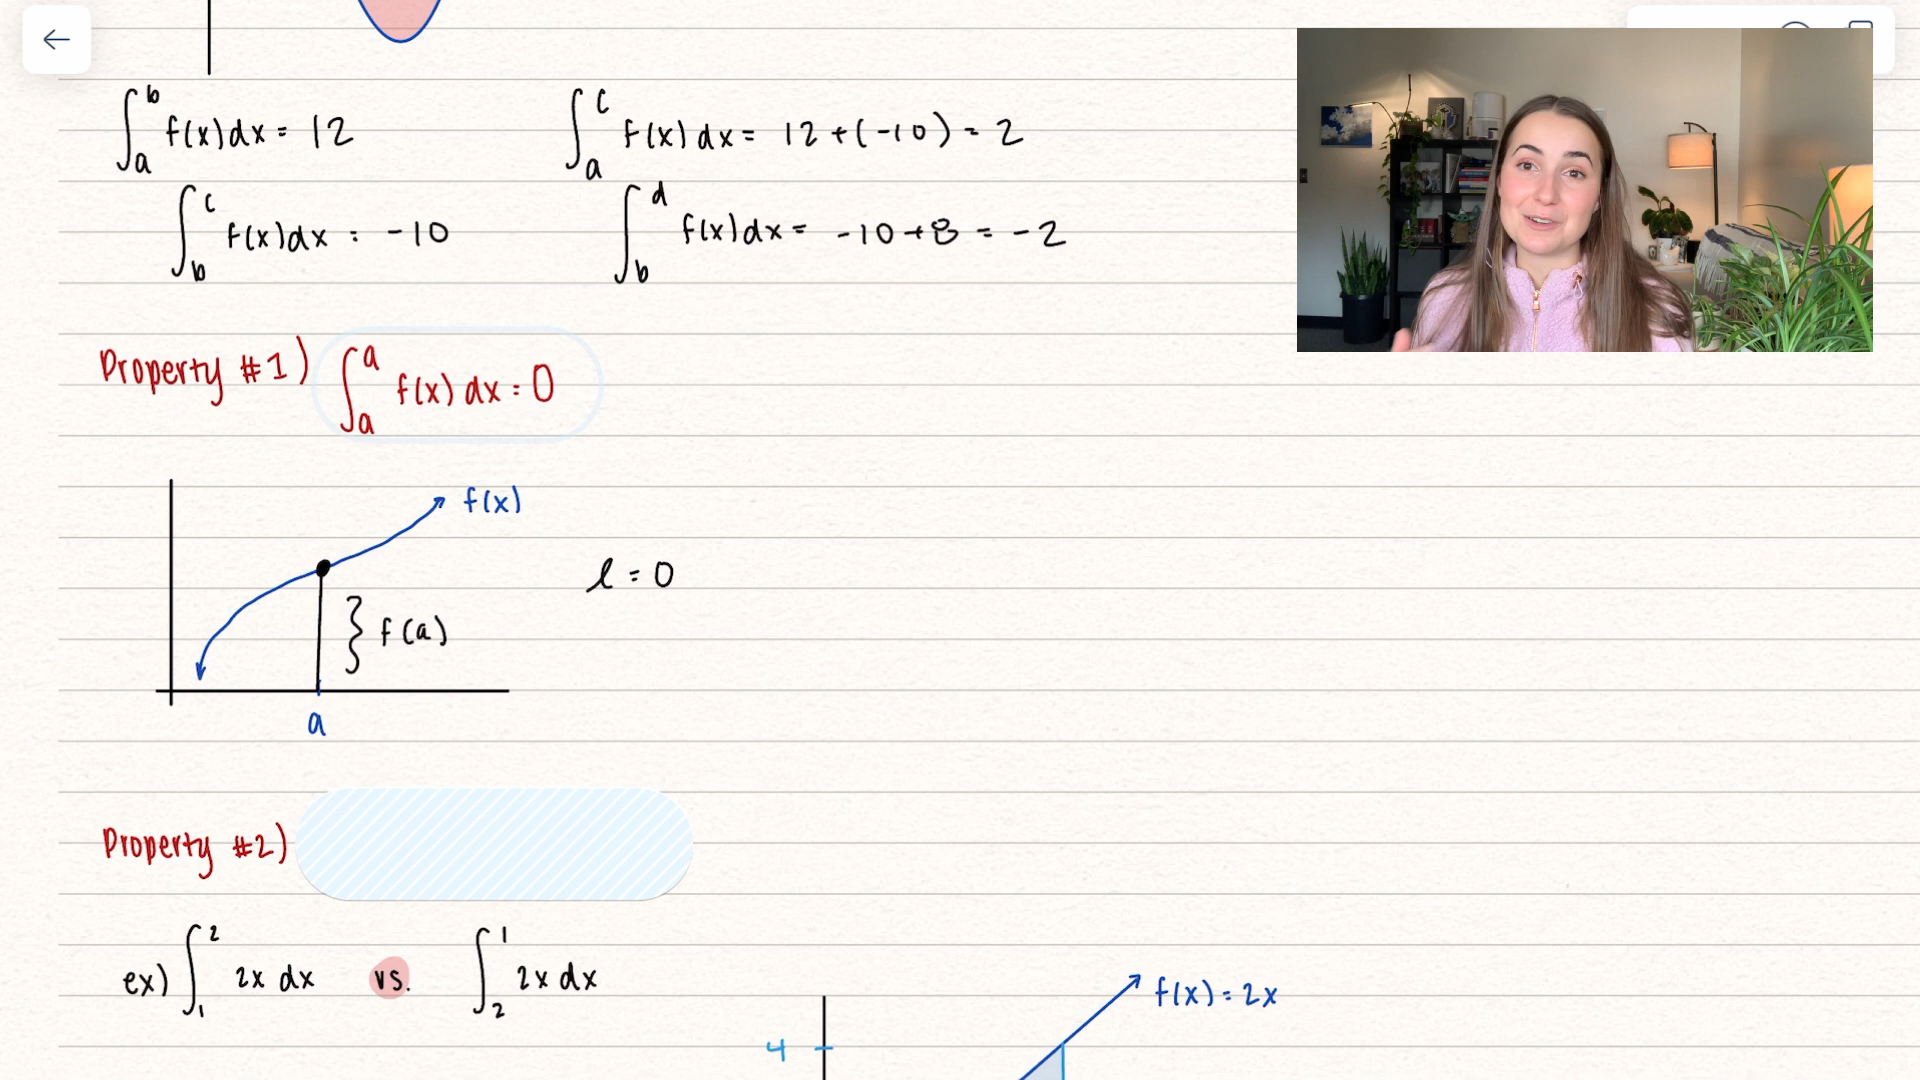 ∫_a^b f(x)dx = 12
∫_a^c f(x) dx = 12 + (-10) = 2
∫_b^c f(x)dx = -10
∫_b^d f(x)dx = -10 + 8 = -2
Property #1) ∫_a^a f(x) dx = 0
f(x)
l = 0
f(a)
a
Property #2)
ex) ∫_1^2 2x dx vs. ∫_2^1 2x dx
f(x) = 2x
4